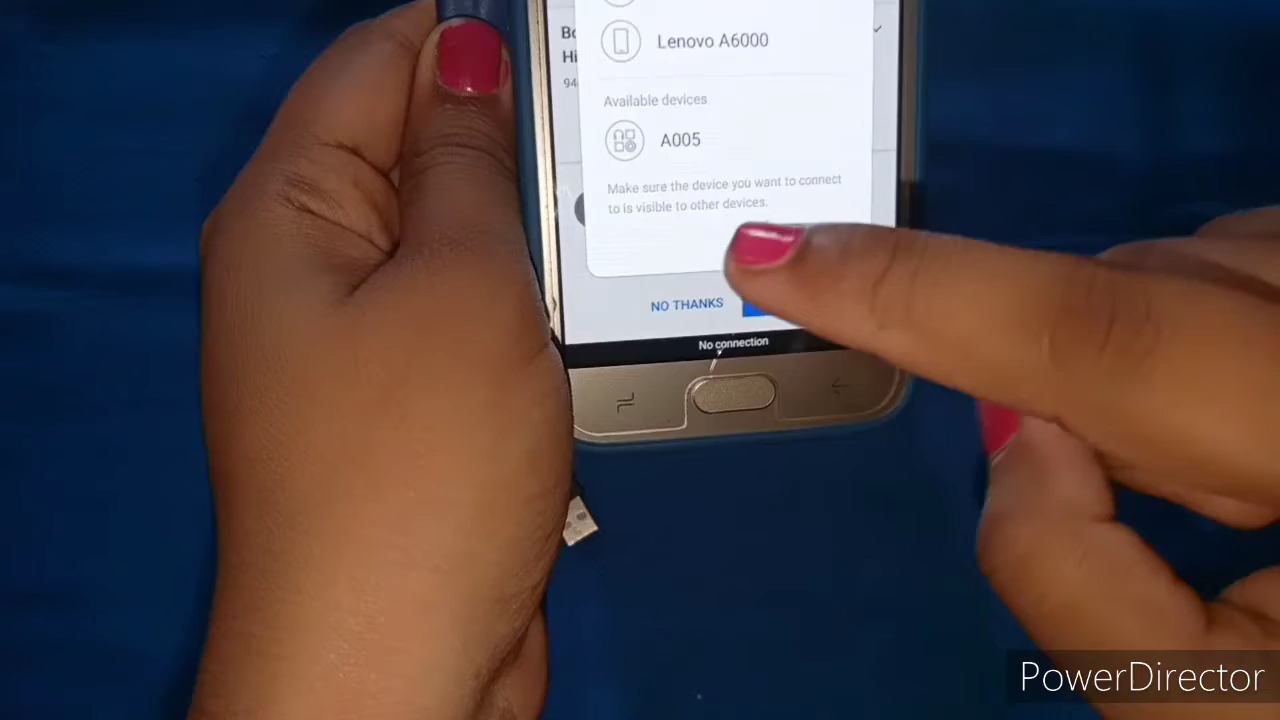 Lenovo A6000
94
Available devices
A005
Make sure the device you want to connect
to is visible to other devices.
NO THANKS
No connection
PowerDirector